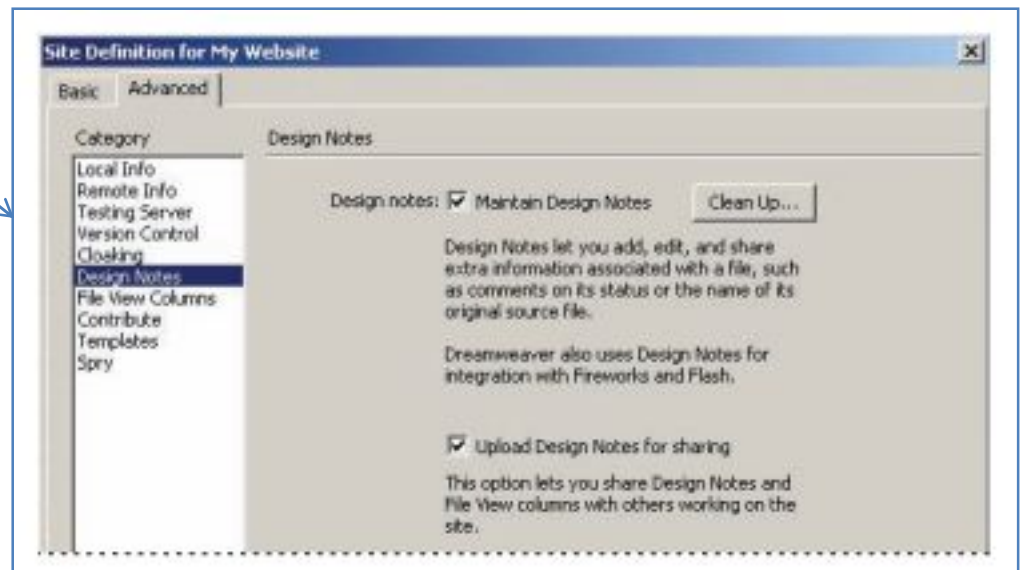 Site Definition for My Website
Basic
Advanced
Category
Local Info
Remote Info
Testing Server
Version Control
Cloaking
Design Notes
File View Columns
Contribute
Templates
Spry
Design Notes
Design notes: Maintain Design Notes
Clean Up...
Design Notes let you add, edit, and share
extra information associated with a file, such
as comments on its status or the name of its
original source file.
Dreamweaver also uses Design Notes for
integration with Fireworks and Flash.
Upload Design Notes for sharing
This option lets you share Design Notes and
File View columns with others working on the
site.